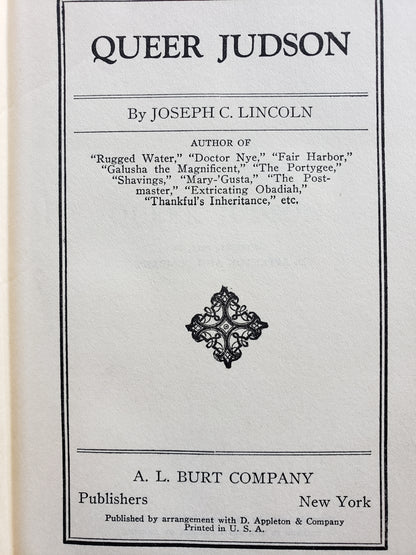 QUEER JUDSON
By JOSEPH C. LINCOLN
AUTHOR OF
"Rugged Water," "Doctor Nye," "Fair Harbor,"
"Galusha the Magnificent," "The Portygee,"
"Shavings," "Mary-'Gusta," "The Post-
master," "Extricating Obadiah,"
"Thankful's Inheritance," etc.
A. L. BURT COMPANY
Publishers New York
Published by arrangement with D. Appleton & Company
Printed in U. S. A.